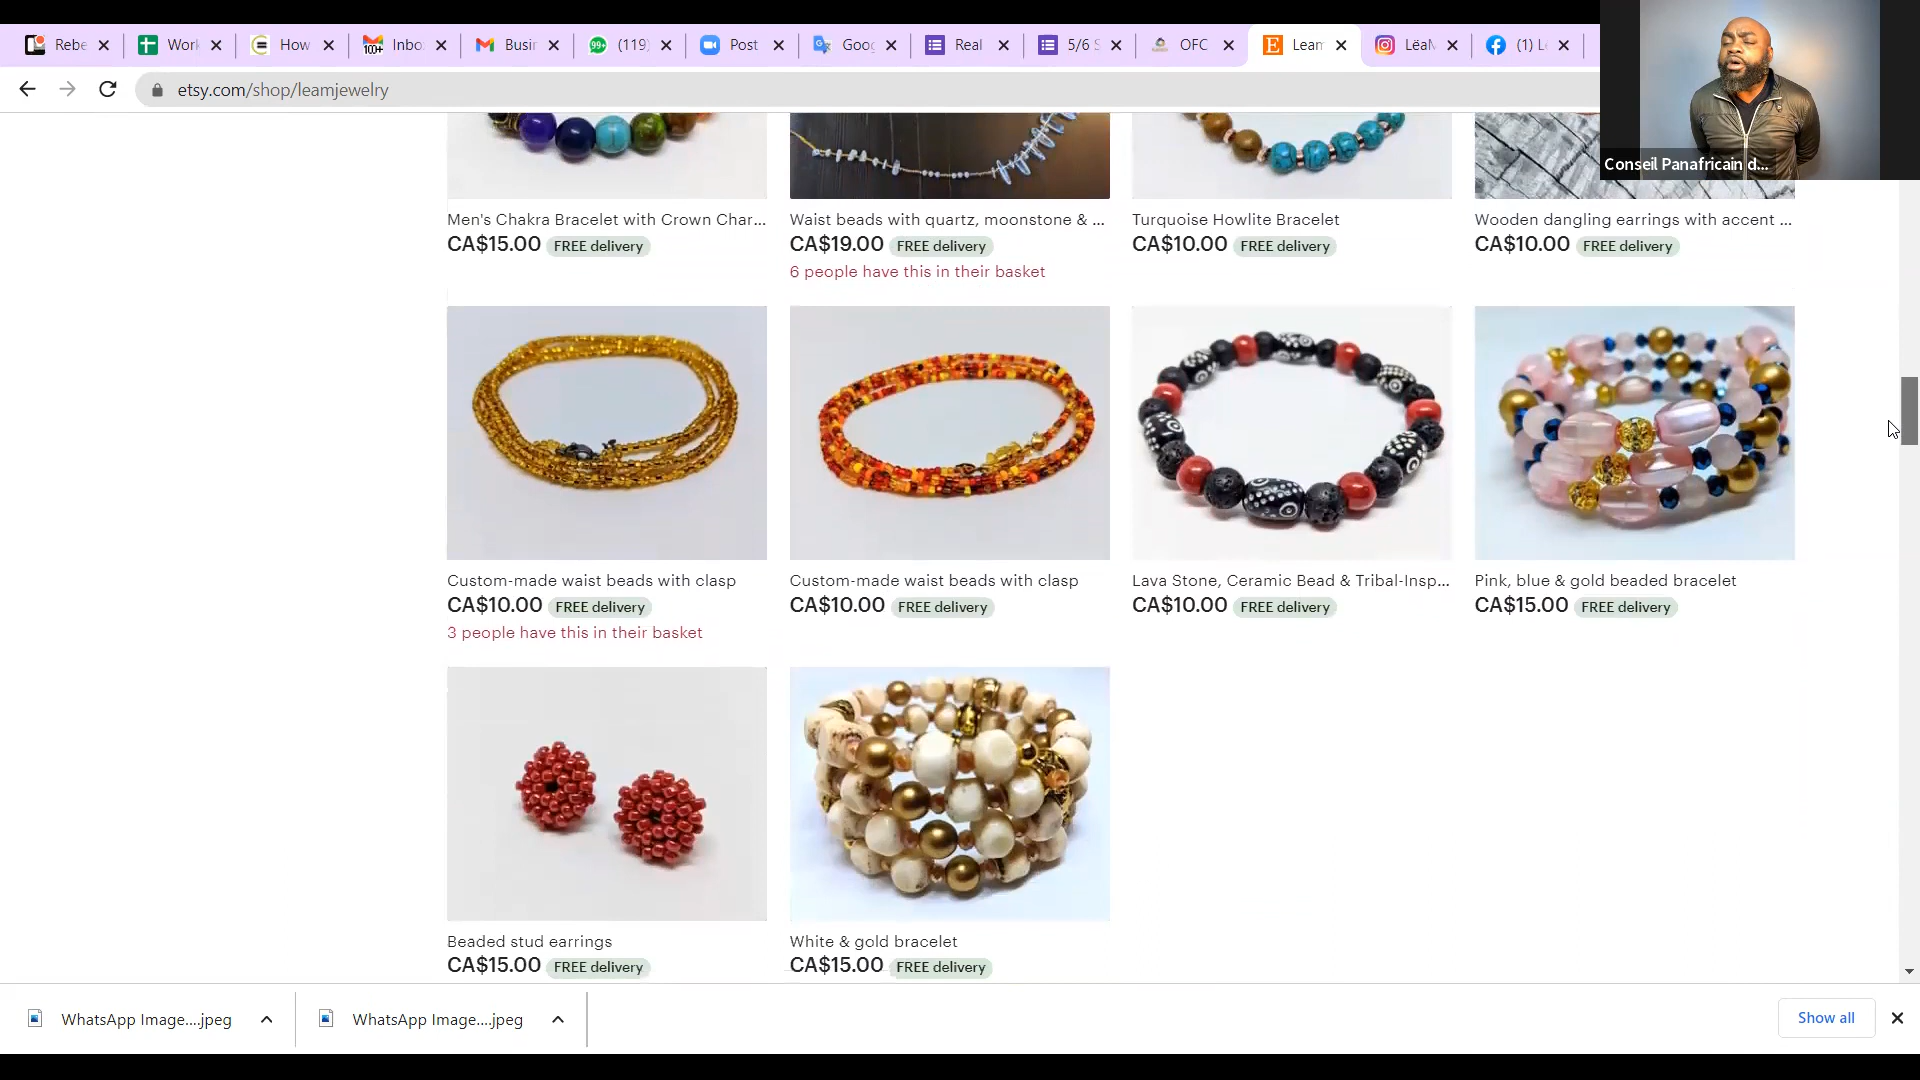 Rebe
Work
How
Inbo
Busin
(119)
Post
Goog
Real
5/6 S
OFC
Leam
LëaM
(1) Lë
etsy.com/shop/leamjewelry
Conseil Panafricain d...
Men's Chakra Bracelet with Crown Char...
CA$15.00 FREE delivery
Waist beads with quartz, moonstone & ...
CA$19.00 FREE delivery
6 people have this in their basket
Turquoise Howlite Bracelet
CA$10.00 FREE delivery
Wooden dangling earrings with accent ...
CA$10.00 FREE delivery
Custom-made waist beads with clasp
CA$10.00 FREE delivery
3 people have this in their basket
Custom-made waist beads with clasp
CA$10.00 FREE delivery
Lava Stone, Ceramic Bead & Tribal-Insp...
CA$10.00 FREE delivery
Pink, blue & gold beaded bracelet
CA$15.00 FREE delivery
Beaded stud earrings
CA$15.00 FREE delivery
White & gold bracelet
CA$15.00 FREE delivery
WhatsApp Image....jpeg
WhatsApp Image....jpeg
Show all